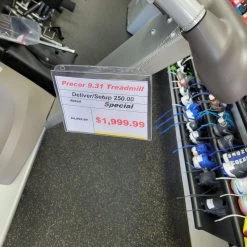 Precor 9.31 Treadmill
Deliver/Setup 250.00
Special
$1,999.99